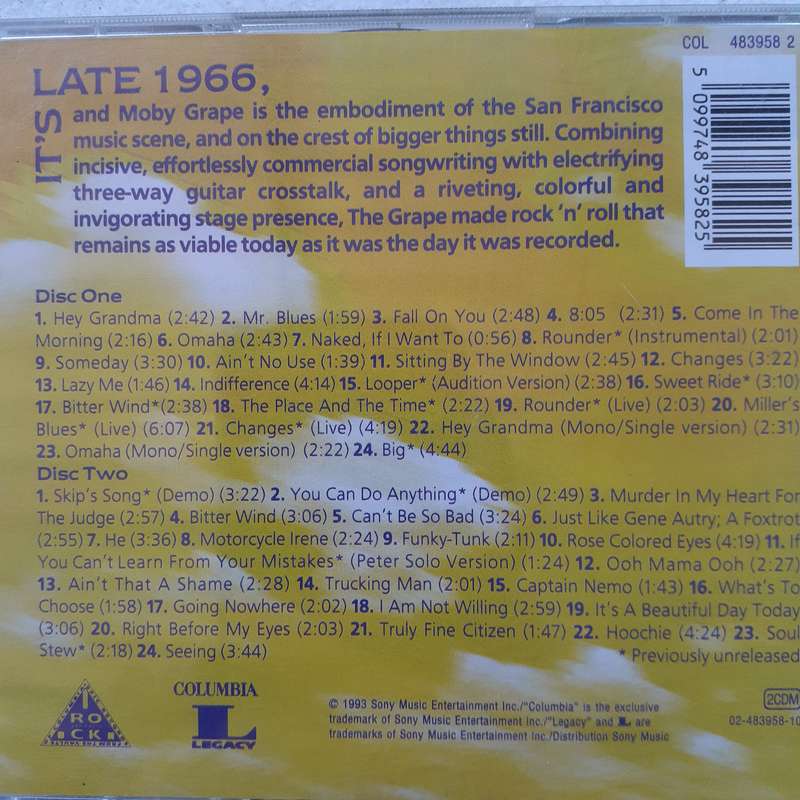 COL 483958 2
5 099748 395825
IT'S LATE 1966,
and Moby Grape is the embodiment of the San Francisco
music scene, and on the crest of bigger things still. Combining
incisive, effortlessly commercial songwriting with electrifying
three-way guitar crosstalk, and a riveting, colorful and
invigorating stage presence, The Grape made rock 'n' roll that
remains as viable today as it was the day it was recorded.
Disc One
1. Hey Grandma (2:42) 2. Mr. Blues (1:59) 3. Fall On You (2:48) 4. 8:05 (2:31) 5. Come In The
Morning (2:16) 6. Omaha (2:43) 7. Naked, If I Want To (0:56) 8. Rounder* (Instrumental) (2:01)
9. Someday (3:30) 10. Ain't No Use (1:39) 11. Sitting By The Window (2:45) 12. Changes (3:22)
13. Lazy Me (1:46) 14. Indifference (4:14) 15. Looper* (Audition Version) (2:38) 16. Sweet Ride* (3:10)
17. Bitter Wind* (2:38) 18. The Place And The Time* (2:22) 19. Rounder* (Live) (2:03) 20. Miller's
Blues* (Live) (6:07) 21. Changes* (Live) (4:19) 22. Hey Grandma (Mono/Single version) (2:31)
23. Omaha (Mono/Single version) (2:22) 24. Big* (4:44)
Disc Two
1. Skip's Song* (Demo) (3:22) 2. You Can Do Anything* (Demo) (2:49) 3. Murder In My Heart For
The Judge (2:57) 4. Bitter Wind (3:06) 5. Can't Be So Bad (3:24) 6. Just Like Gene Autry; A Foxtrot
(2:55) 7. He (3:36) 8. Motorcycle Irene (2:24) 9. Funky-Tunk (2:11) 10. Rose Colored Eyes (4:19) 11. If
You Can't Learn From Your Mistakes* (Peter Solo Version) (1:24) 12. Ooh Mama Ooh (2:27)
13. Ain't That A Shame (2:28) 14. Trucking Man (2:01) 15. Captain Nemo (1:43) 16. What's To
Choose (1:58) 17. Going Nowhere (2:02) 18. I Am Not Willing (2:59) 19. It's A Beautiful Day Today
(3:06) 20. Right Before My Eyes (2:03) 21. Truly Fine Citizen (1:47) 22. Hoochie (4:24) 23. Soul
Stew* (2:18) 24. Seeing (3:44)
* Previously unreleased
ROCK
FROM THE VAULTS
COLUMBIA
L
LEGACY
© 1993 Sony Music Entertainment Inc./"Columbia" is the exclusive
trademark of Sony Music Entertainment Inc./"Legacy" and L are
trademarks of Sony Music Entertainment Inc./Distribution Sony Music
2CDM
02-483958-10